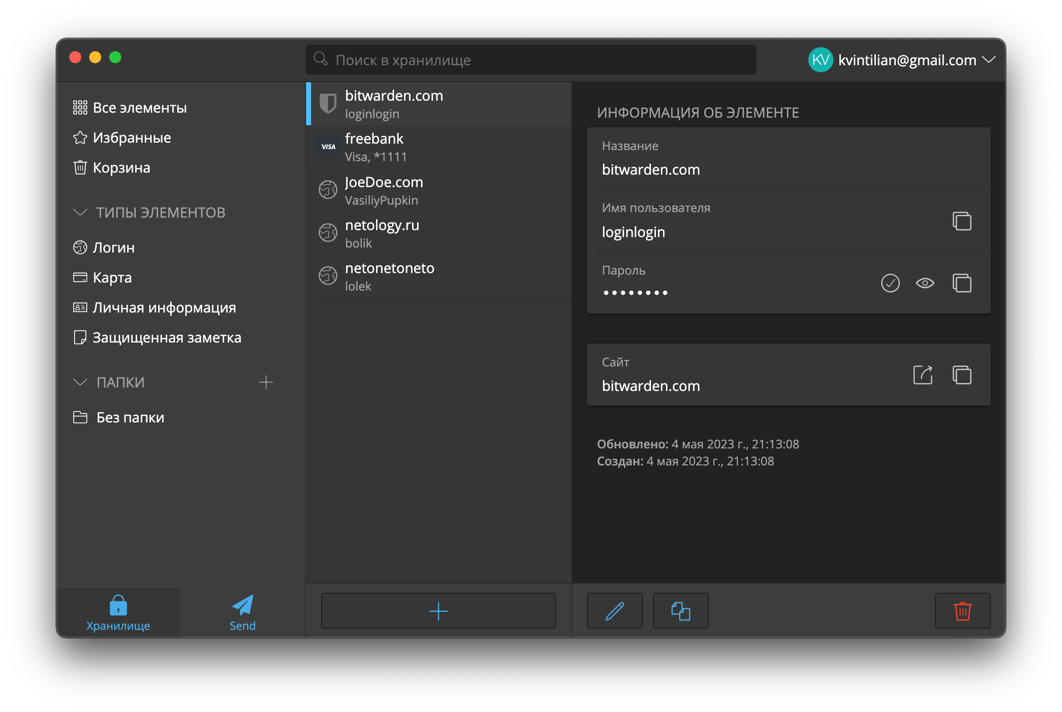 Поиск в хранилище
KV kvintilian@gmail.com
Все элементы
Избранные
Корзина
ТИПЫ ЭЛЕМЕНТОВ
Логин
Карта
Личная информация
Защищенная заметка
ПАПКИ
Без папки
Хранилище
Send
bitwarden.com
loginlogin
VISA
freebank
Visa, *1111
JoeDoe.com
VasiliyPupkin
netology.ru
bolik
netonetoneto
lolek
ИНФОРМАЦИЯ ОБ ЭЛЕМЕНТЕ
Название
bitwarden.com
Имя пользователя
loginlogin
Пароль
••••••••
Сайт
bitwarden.com
Обновлено: 4 мая 2023 г., 21:13:08
Создан: 4 мая 2023 г., 21:13:08